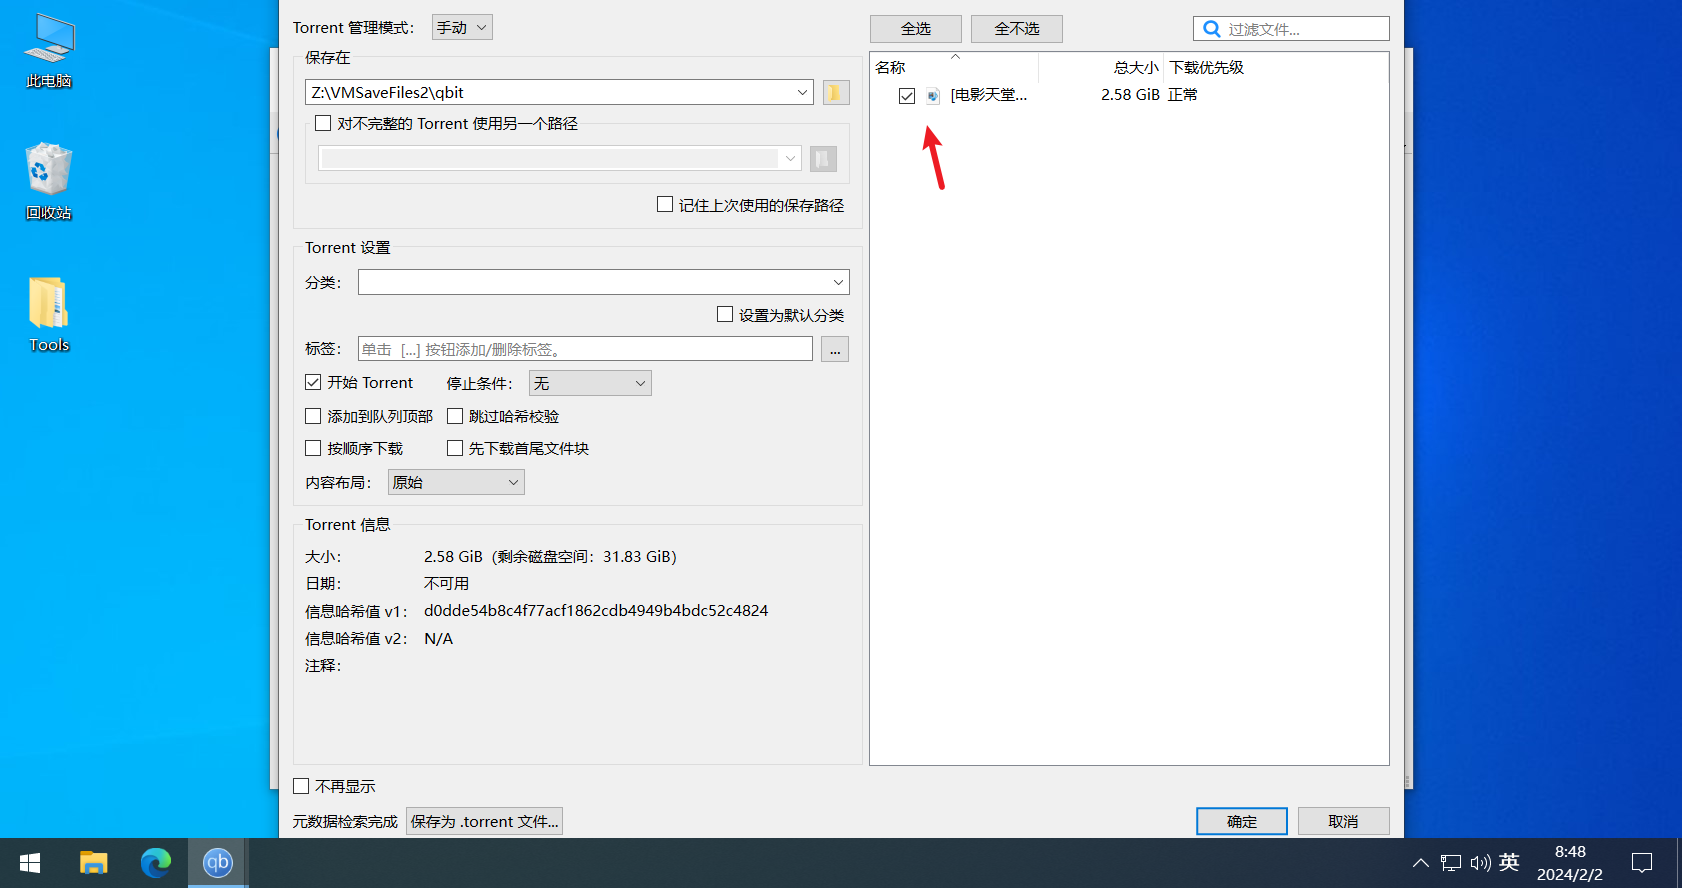 此电脑
回收站
Tools
Torrent 管理模式： 手动
保存在
Z:\VMSaveFiles2\qbit
对不完整的 Torrent 使用另一个路径
记住上次使用的保存路径
Torrent 设置
分类：
设置为默认分类
标签： 单击 [...] 按钮添加/删除标签。 ...
开始 Torrent 停止条件： 无
添加到队列顶部 跳过哈希校验
按顺序下载 先下载首尾文件块
内容布局： 原始
Torrent 信息
大小： 2.58 GiB（剩余磁盘空间：31.83 GiB）
日期： 不可用
信息哈希值 v1： d0dde54b8c4f77acf1862cdb4949b4bdc52c4824
信息哈希值 v2： N/A
注释：
不再显示
元数据检索完成 保存为 .torrent 文件...
全选 全不选 过滤文件...
名称 总大小 下载优先级
[电影天堂... 2.58 GiB 正常
确定 取消
qb
英
8:48
2024/2/2